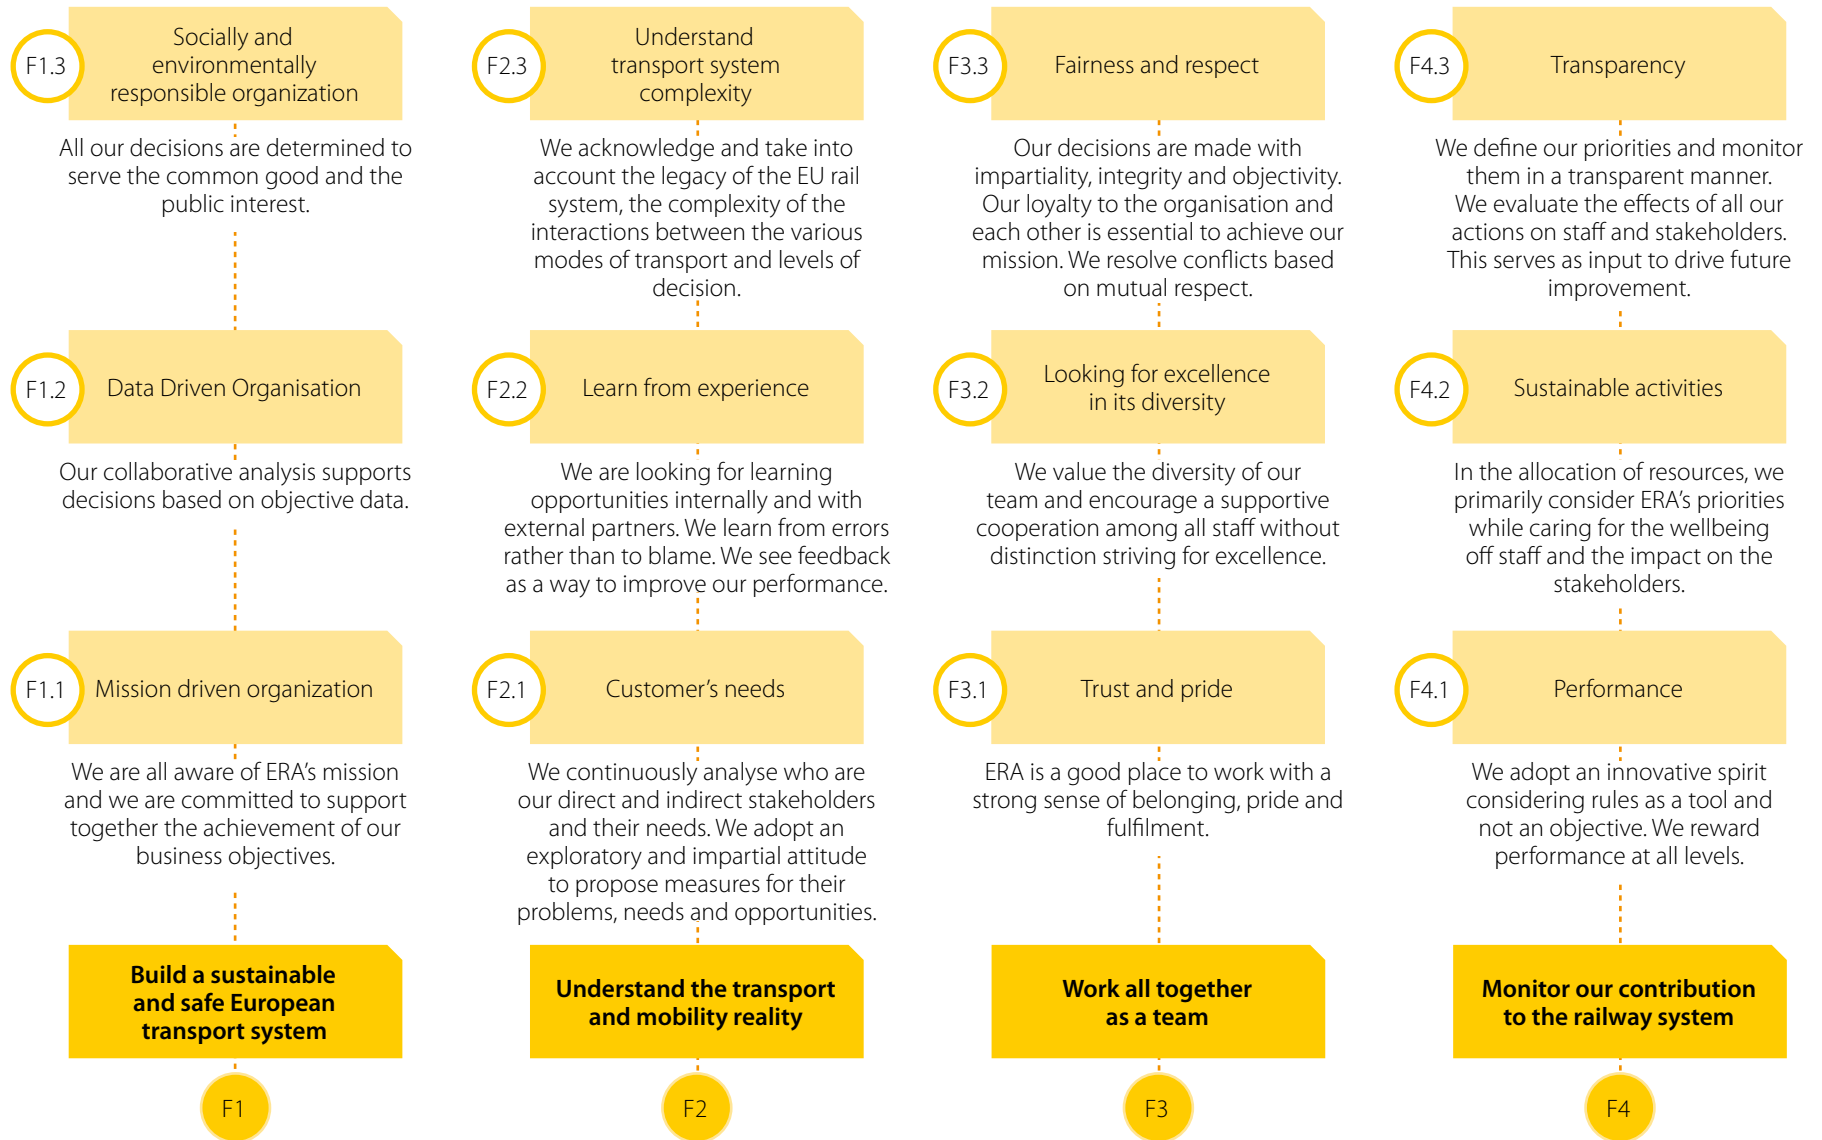 F1.3
Socially and
environmentally
responsible organization
All our decisions are determined to
serve the common good and the
public interest.
F2.3
Understand
transport system
complexity
We acknowledge and take into
account the legacy of the EU rail
system, the complexity of the
interactions between the various
modes of transport and levels of
decision.
F3.3
Fairness and respect
Our decisions are made with
impartiality, integrity and objectivity.
Our loyalty to the organisation and
each other is essential to achieve our
mission. We resolve conflicts based
on mutual respect.
F4.3
Transparency
We define our priorities and monitor
them in a transparent manner.
We evaluate the effects of all our
actions on staff and stakeholders.
This serves as input to drive future
improvement.
F1.2
Data Driven Organisation
Our collaborative analysis supports
decisions based on objective data.
F2.2
Learn from experience
We are looking for learning
opportunities internally and with
external partners. We learn from errors
rather than to blame. We see feedback
as a way to improve our performance.
F3.2
Looking for excellence
in its diversity
We value the diversity of our
team and encourage a supportive
cooperation among all staff without
distinction striving for excellence.
F4.2
Sustainable activities
In the allocation of resources, we
primarily consider ERA’s priorities
while caring for the wellbeing
off staff and the impact on the
stakeholders.
F1.1
Mission driven organization
We are all aware of ERA’s mission
and we are committed to support
together the achievement of our
business objectives.
F2.1
Customer’s needs
We continuously analyse who are
our direct and indirect stakeholders
and their needs. We adopt an
exploratory and impartial attitude
to propose measures for their
problems, needs and opportunities.
F3.1
Trust and pride
ERA is a good place to work with a
strong sense of belonging, pride and
fulfilment.
F4.1
Performance
We adopt an innovative spirit
considering rules as a tool and
not an objective. We reward
performance at all levels.
Build a sustainable
and safe European
transport system
F1
Understand the transport
and mobility reality
F2
Work all together
as a team
F3
Monitor our contribution
to the railway system
F4